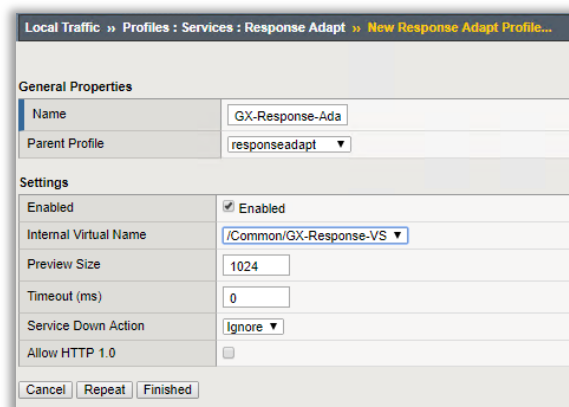 Local Traffic ›› Profiles : Services : Response Adapt ›› New Response Adapt Profile...
General Properties
Name GX-Response-Ada
Parent Profile responseadapt
Settings
Enabled Enabled
Internal Virtual Name /Common/GX-Response-VS
Preview Size 1024
Timeout (ms) 0
Service Down Action Ignore
Allow HTTP 1.0
Cancel Repeat Finished